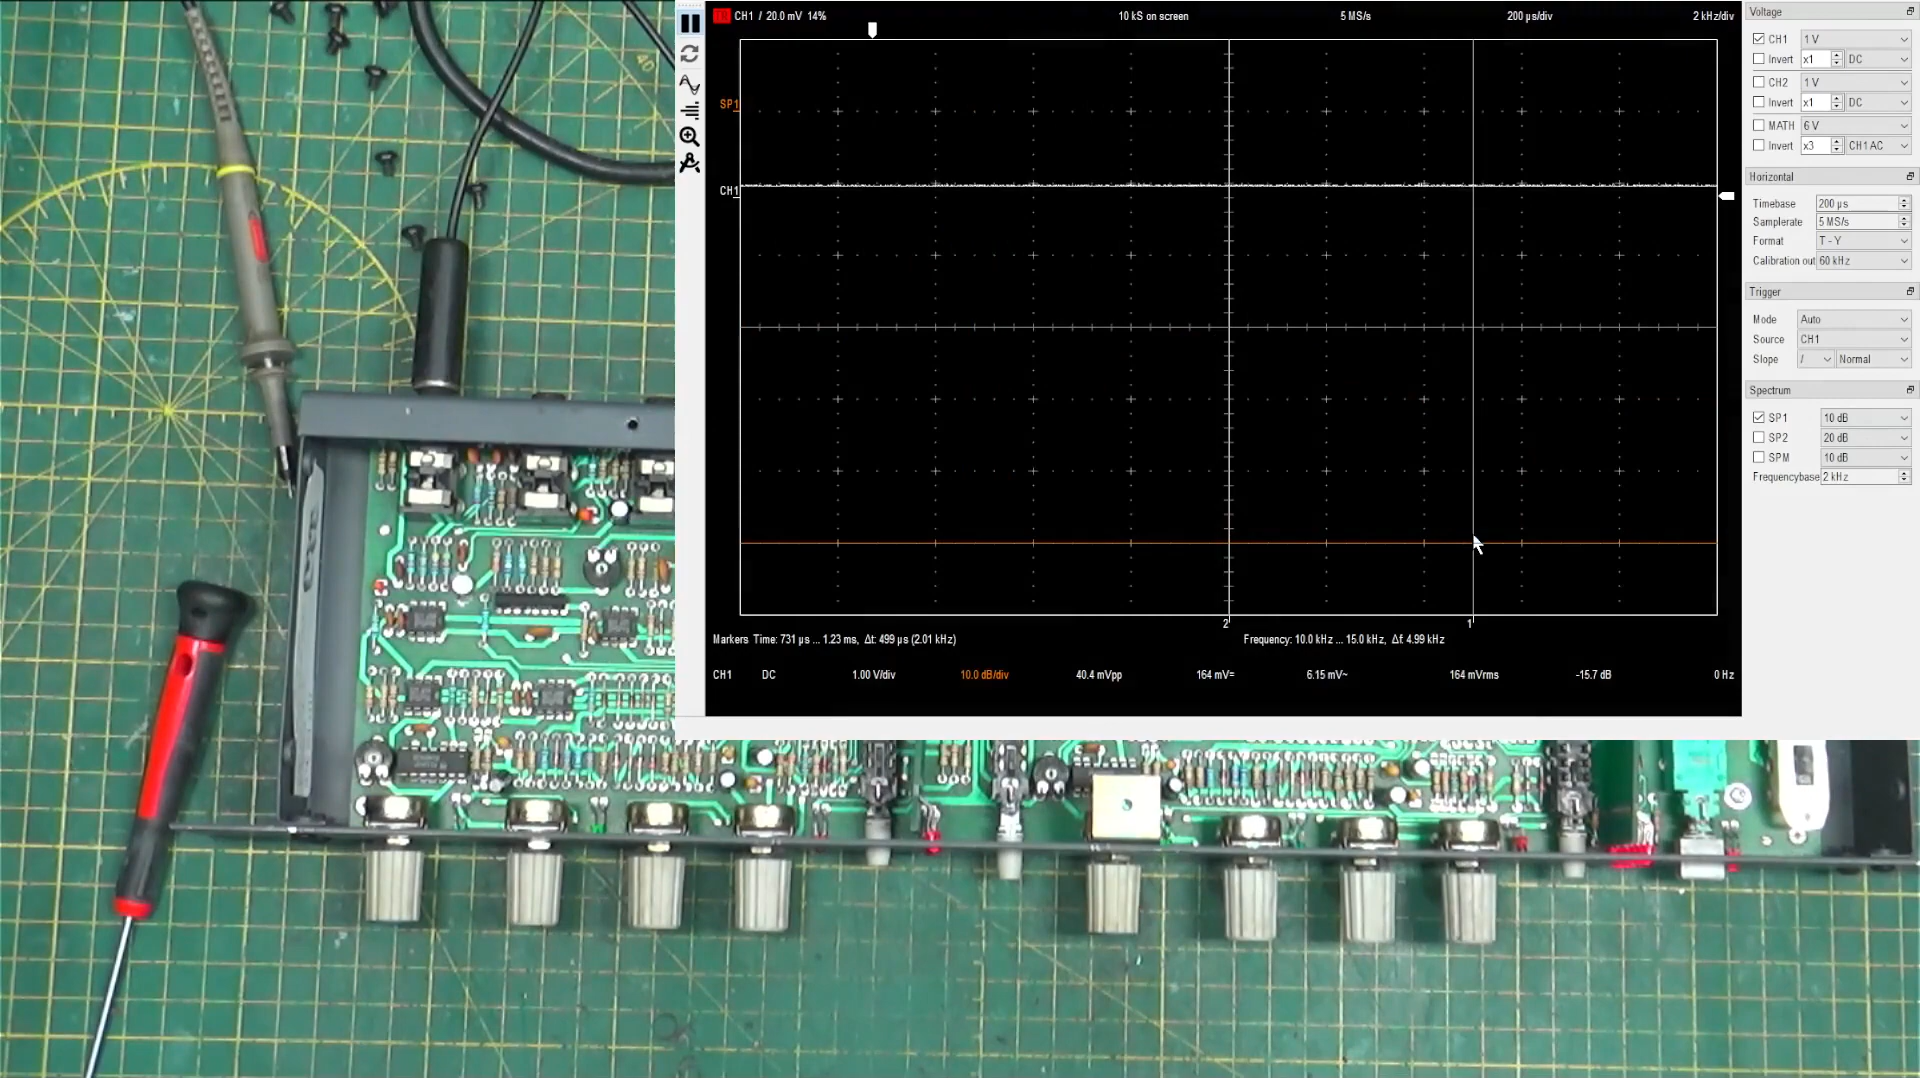 CH1 / 20.0 mV 14%
10 kS on screen
5 MS/s
200 µs/div
2 kHz/div
SP1
CH1
2
1
Markers Time: 731 µs ... 1.23 ms, Δt: 499 µs (2.01 kHz)
Frequency: 10.0 kHz ... 15.0 kHz, Δf: 4.99 kHz
CH1 DC 1.00 V/div 10.0 dB/div 40.4 mVpp 164 mV= 6.15 mV~ 164 mVrms -15.7 dB 0 Hz
Voltage
CH1 1 V
Invert x1 DC
CH2 1 V
Invert x1 DC
MATH 6 V
Invert x3 CH1 AC
Horizontal
Timebase 200 µs
Samplerate 5 MS/s
Format T - Y
Calibration out 60 kHz
Trigger
Mode Auto
Source CH1
Slope / Normal
Spectrum
SP1 10 dB
SP2 20 dB
SPM 10 dB
Frequencybase 2 kHz
40